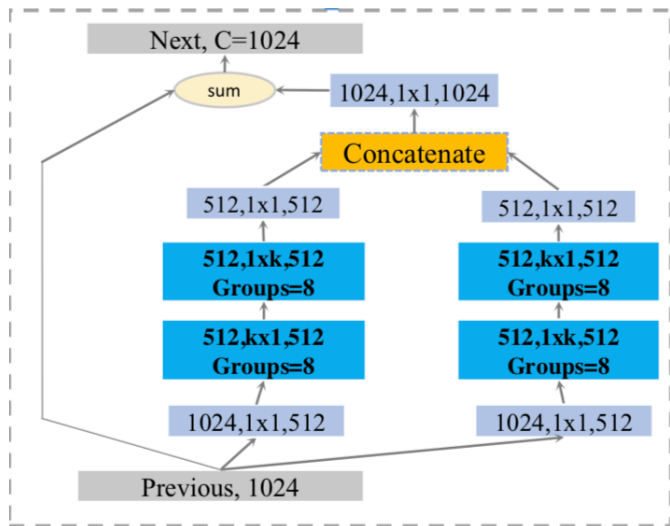 Next, C=1024
sum
1024,1x1,1024
Concatenate
512,1x1,512
512,1x1,512
512,1xk,512
Groups=8
512,kx1,512
Groups=8
512,kx1,512
Groups=8
512,1xk,512
Groups=8
1024,1x1,512
1024,1x1,512
Previous, 1024